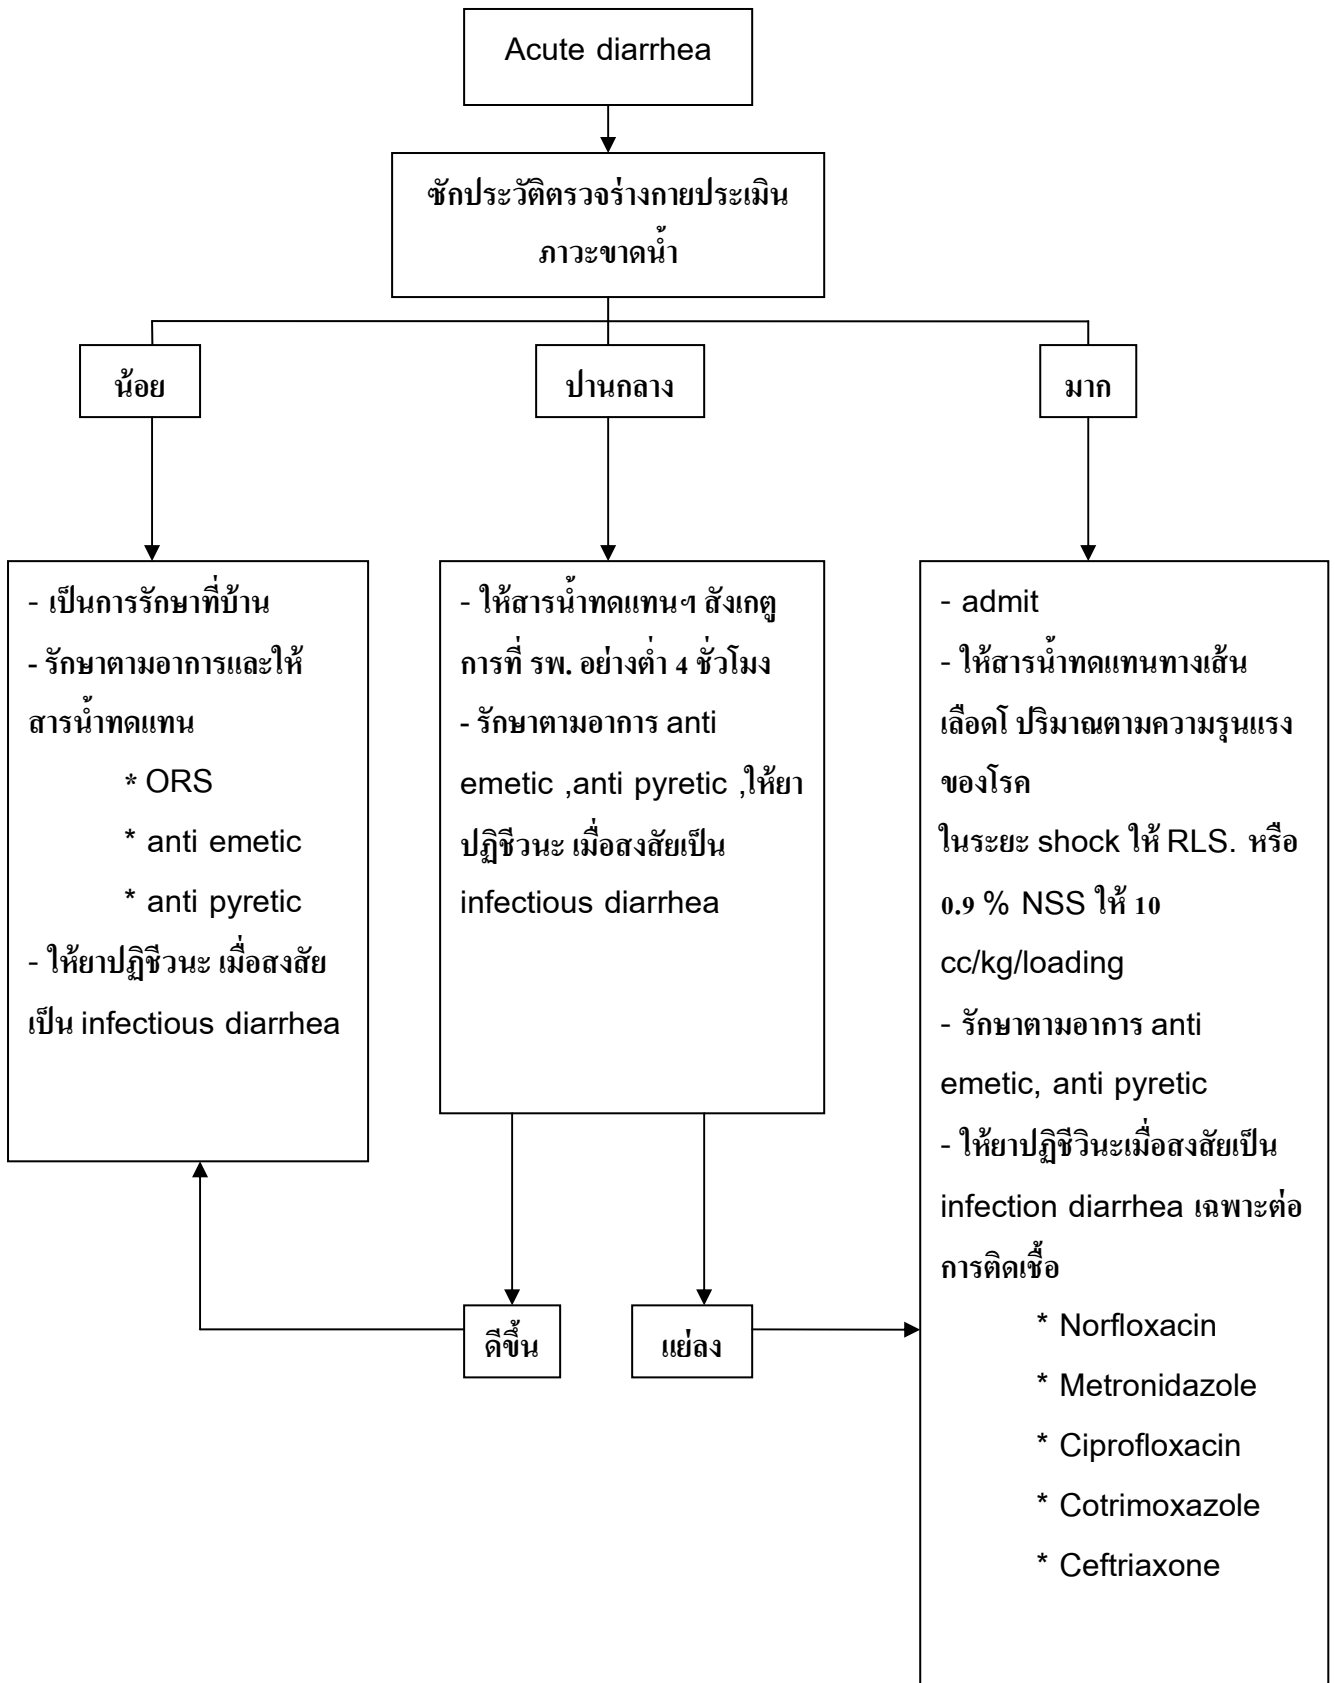 Acute diarrhea
ซักประวัติตรวจร่างกายประเมิน
ภาวะขาดน้ำ
น้อย
ปานกลาง
มาก
- เป็นการรักษาที่บ้าน
- รักษาตามอาการและให้
สารน้ำทดแทน
* ORS
* anti emetic
* anti pyretic
- ให้ยาปฏิชีวนะ เมื่อสงสัย
เป็น infectious diarrhea
- ให้สารน้ำทดแทนฯ สังเกตู
การที่ รพ. อย่างต่ำ 4 ชั่วโมง
- รักษาตามอาการ anti
emetic ,anti pyretic ,ให้ยา
ปฏิชีวนะ เมื่อสงสัยเป็น
infectious diarrhea
- admit
- ให้สารน้ำทดแทนทางเส้น
เลือดโ ปริมาณตามความรุนแรง
ของโรค
ในระยะ shock ให้ RLS. หรือ
0.9 % NSS ให้ 10
cc/kg/loading
- รักษาตามอาการ anti
emetic, anti pyretic
- ให้ยาปฏิชีวินะเมื่อสงสัยเป็น
infection diarrhea เฉพาะต่อ
การติดเชื้อ
* Norfloxacin
* Metronidazole
* Ciprofloxacin
* Cotrimoxazole
* Ceftriaxone
ดีขึ้น
แย่ลง